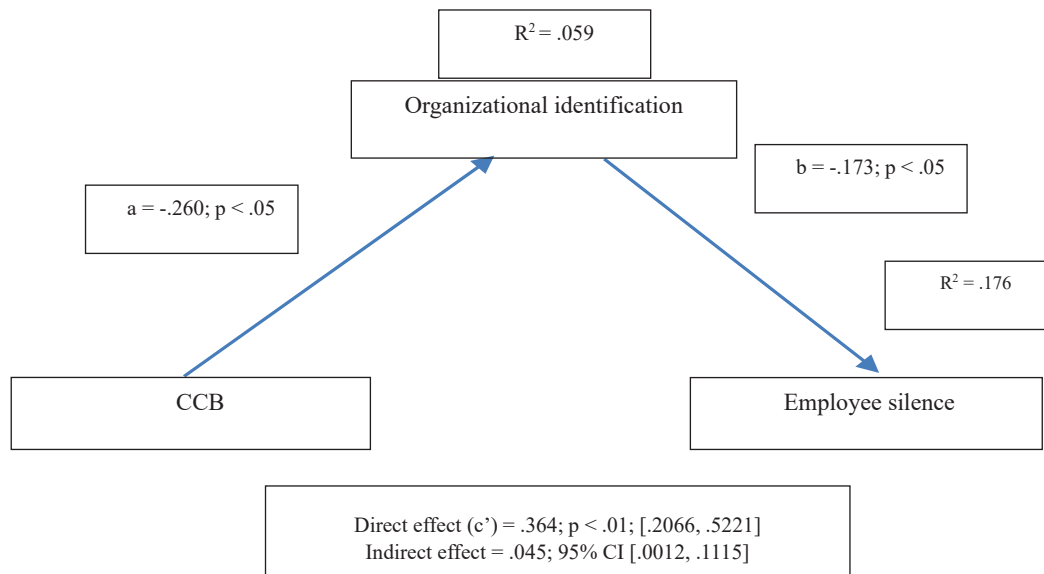 R² = .059
Organizational identification
b = -.173; p < .05
a = -.260; p < .05
R² = .176
CCB
Employee silence
Direct effect (c’) = .364; p < .01; [.2066, .5221]
Indirect effect = .045; 95% CI [.0012, .1115]